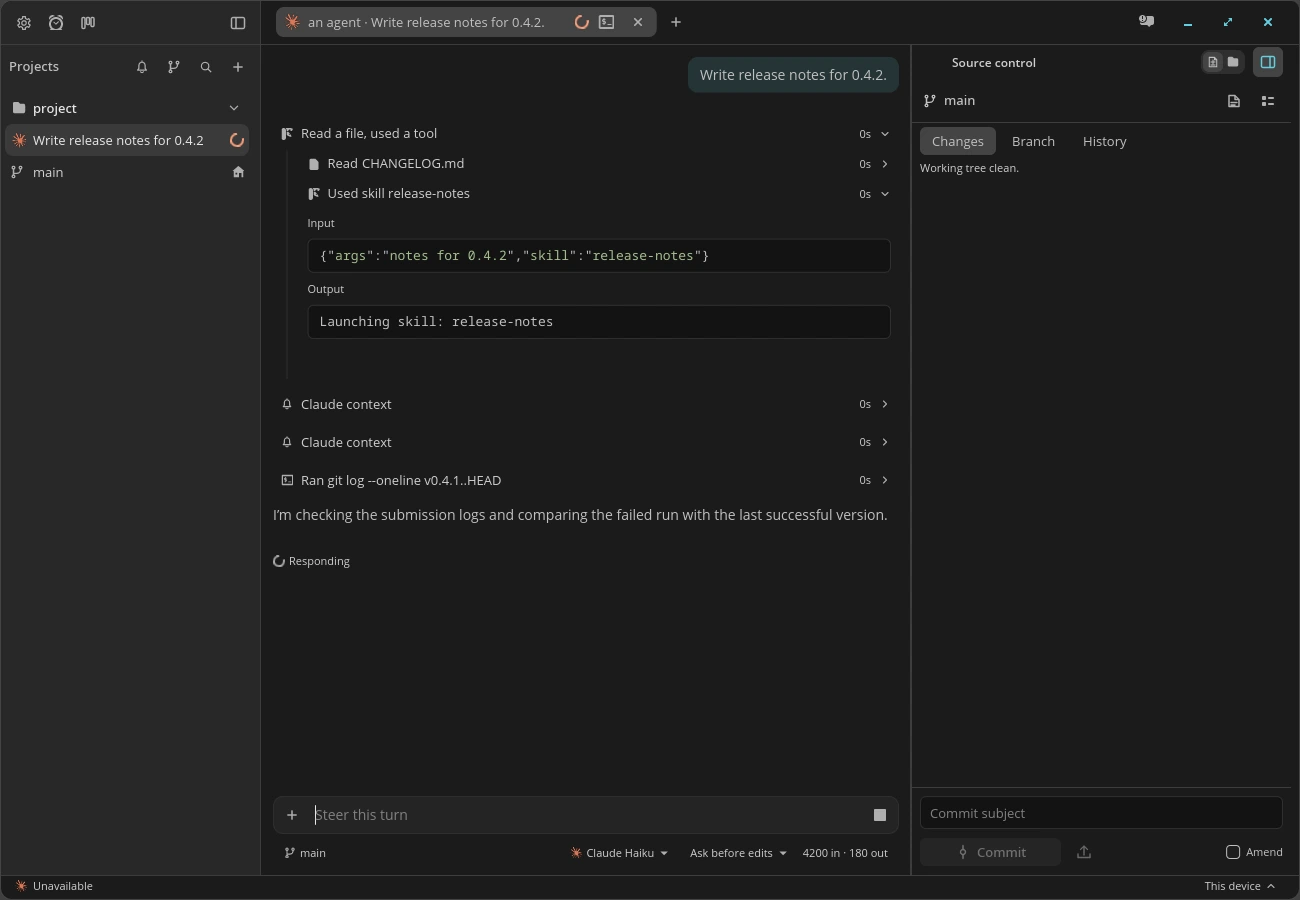 an agent · Write release notes for 0.4.2.
Projects
project
Write release notes for 0.4.2
main
Write release notes for 0.4.2.
Read a file, used a tool 0s
Read CHANGELOG.md 0s
Used skill release-notes 0s
Input
{"args":"notes for 0.4.2","skill":"release-notes"}
Output
Launching skill: release-notes
Claude context 0s
Claude context 0s
Ran git log --oneline v0.4.1..HEAD 0s
I'm checking the submission logs and comparing the failed run with the last successful version.
Responding
Steer this turn
main Claude Haiku Ask before edits 4200 in · 180 out
Source control
main
Changes Branch History
Working tree clean.
Commit subject
Commit Amend
Unavailable This device